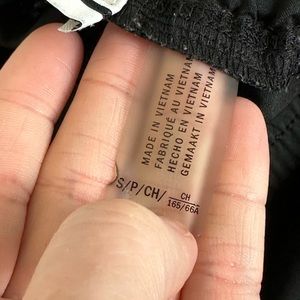 MADE IN VIETNAM
FABRIQUÉ AU VIETNAM
HECHO EN VIETNAM
GEMAAKT IN VIETNAM
/S/P/CH/ CH
165/66A